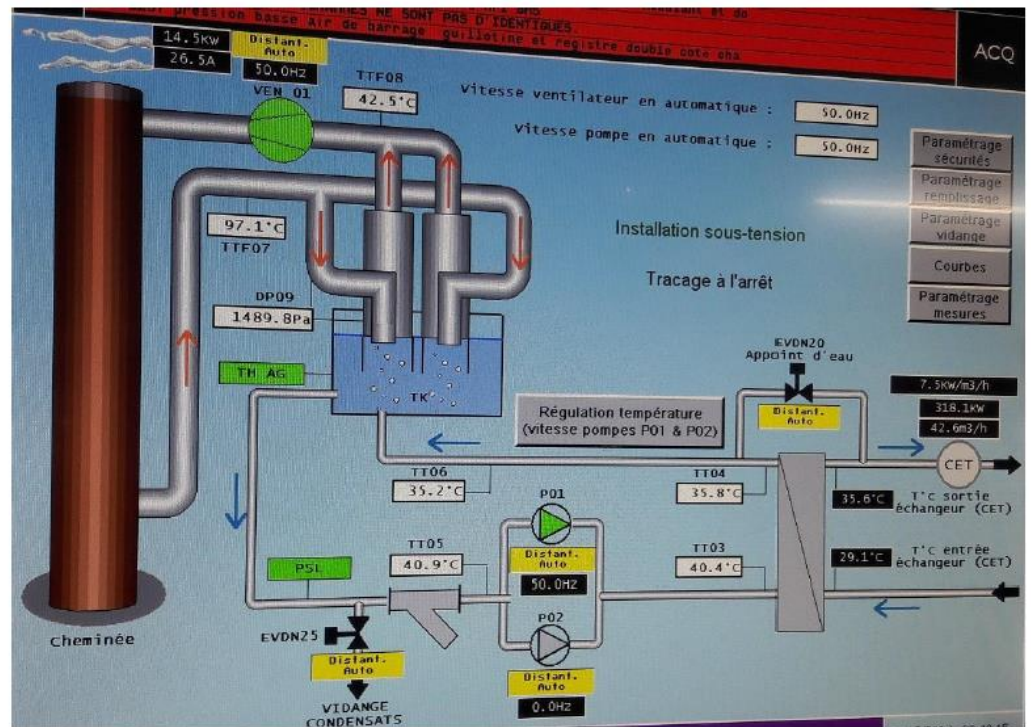 pression basse Air de barrage guillotine et registre double coté
NE SONT PAS D'IDENTIQUES.
ACQ
14.5KW
26.5A
Distant.
Auto
50.0HZ
VEN 01
TTF08
42.5°C
Vitesse ventilateur en automatique :
50.0HZ
Vitesse pompe en automatique :
50.0HZ
Paramétrage
sécurités
Paramétrage
remplissage
Paramétrage
vidange
Courbes
Paramétrage
mesures
97.1°C
TTF07
Installation sous-tension
Tracage à l'arrêt
DP09
1489.8Pa
TH AG
TK
EVDN20
Appoint d'eau
Distant.
Auto
Régulation température
(vitesse pompes P01 & P02)
7.5KW/m3/h
318.1KW
42.6m3/h
CET
TT06
35.2°C
TT04
35.8°C
35.6°C
T°c sortie
échangeur (CET)
P01
Distant.
Auto
50.0HZ
TT05
40.9°C
TT03
40.4°C
29.1°C
T°c entrée
échangeur (CET)
PSL
P02
Distant.
Auto
0.0HZ
Cheminée
EVDN25
Distant.
Auto
VIDANGE
CONDENSATS